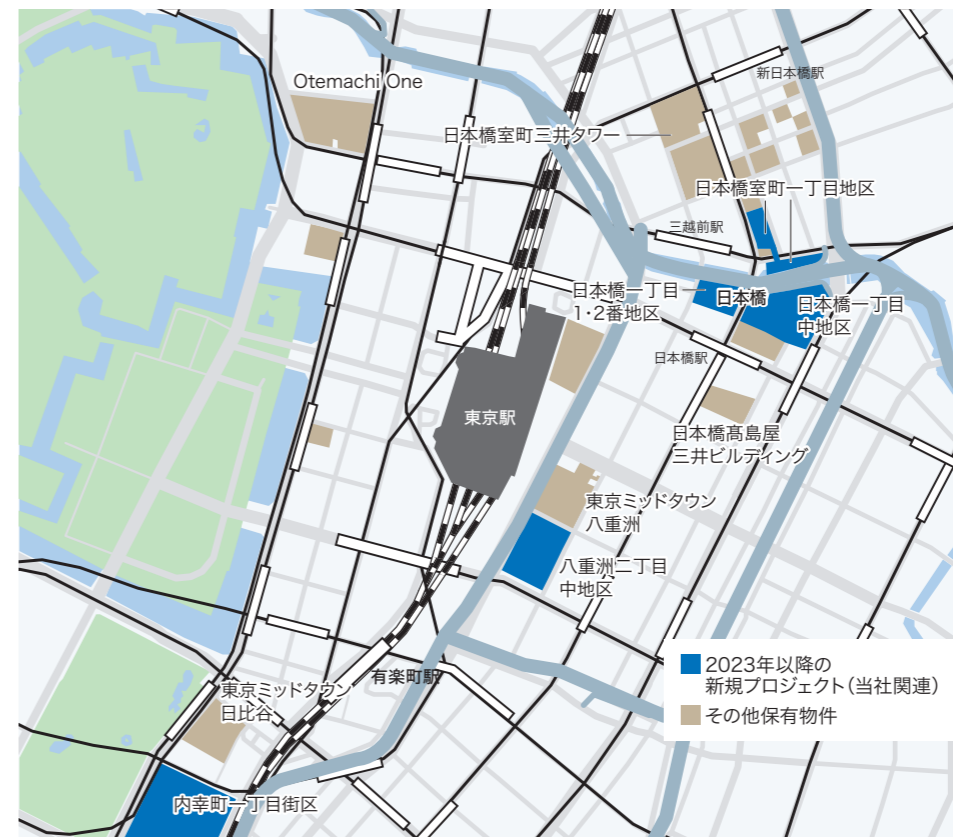 Otemachi One
新日本橋駅
日本橋室町三井タワー
日本橋室町一丁目地区
三越前駅
日本橋一丁目
1・2番地区
日本橋
日本橋一丁目
中地区
日本橋駅
東京駅
日本橋髙島屋
三井ビルディング
東京ミッドタウン
八重洲
八重洲二丁目
中地区
2023年以降の
新規プロジェクト（当社関連）
その他保有物件
有楽町駅
東京ミッドタウン
日比谷
内幸町一丁目街区